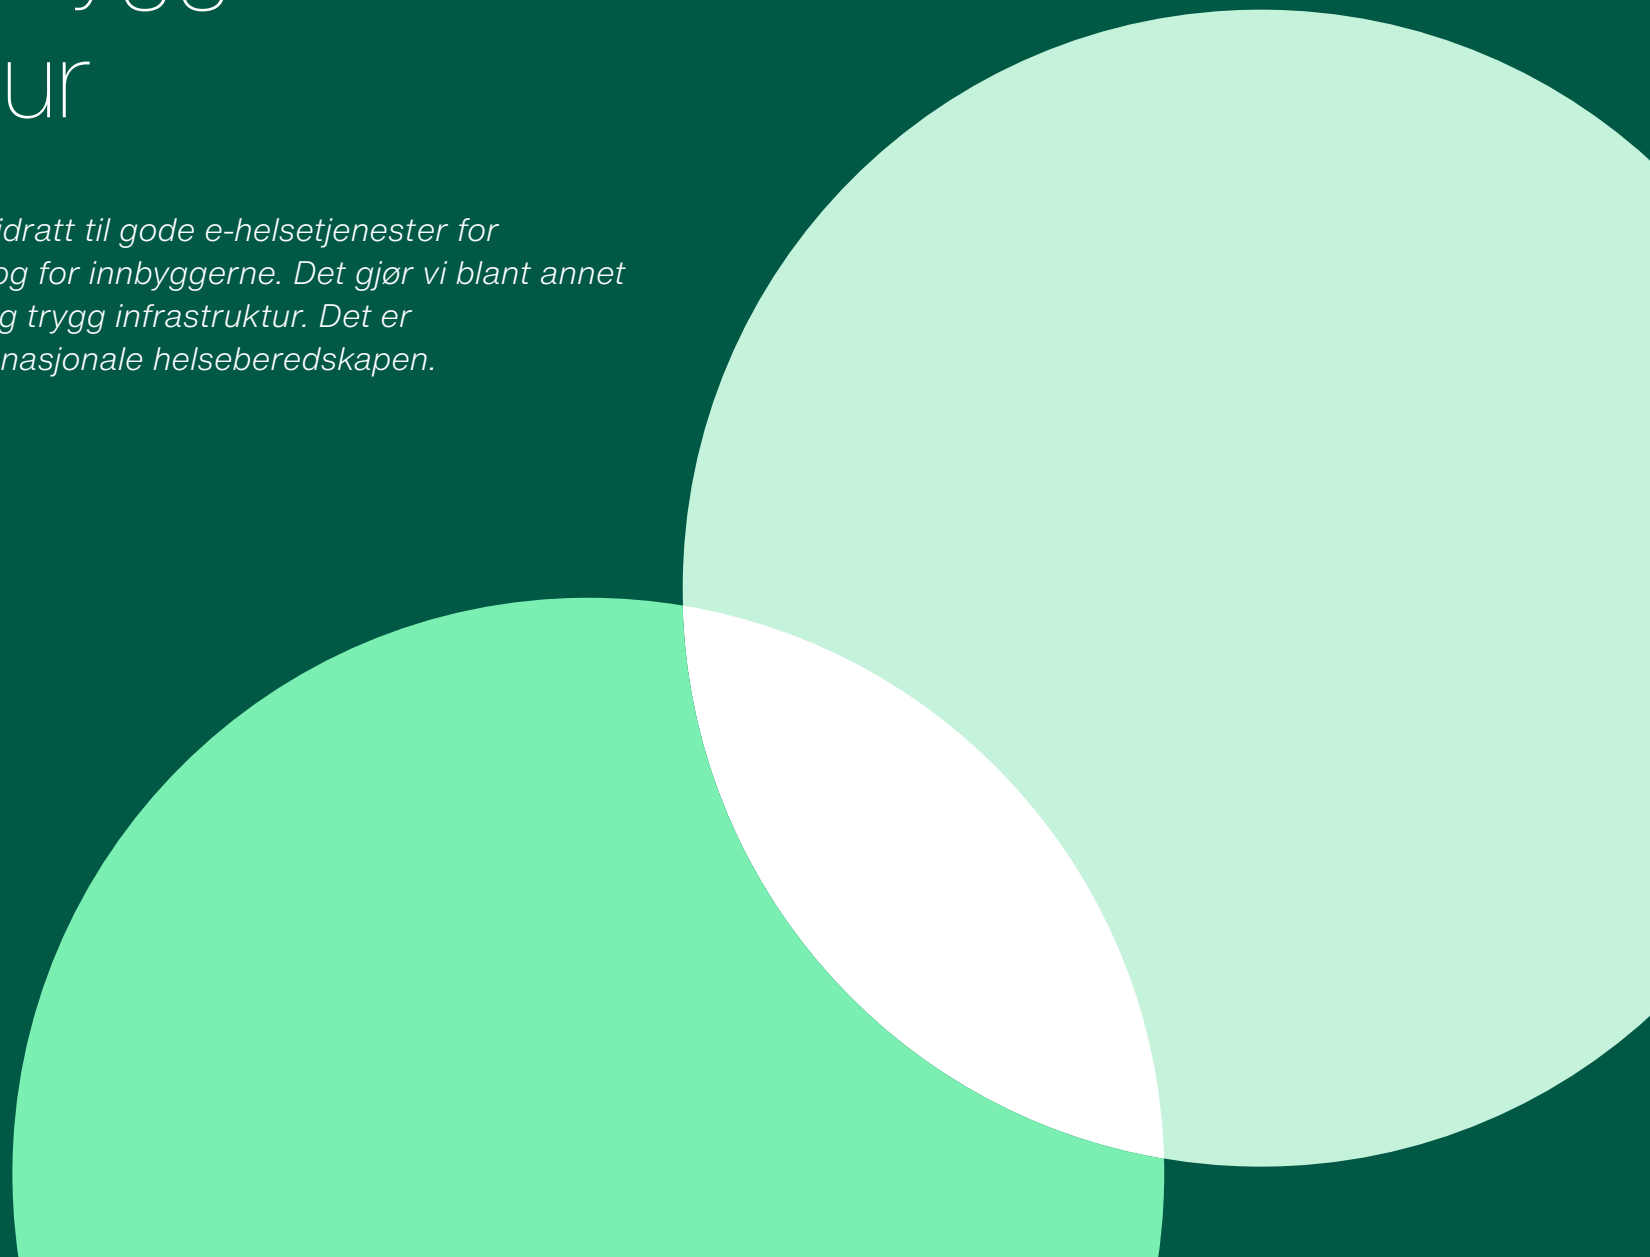 ur
idratt til gode e-helsetjenester for
og for innbyggerne. Det gjør vi blant annet
g trygg infrastruktur. Det er
nasjonale helseberedskapen.